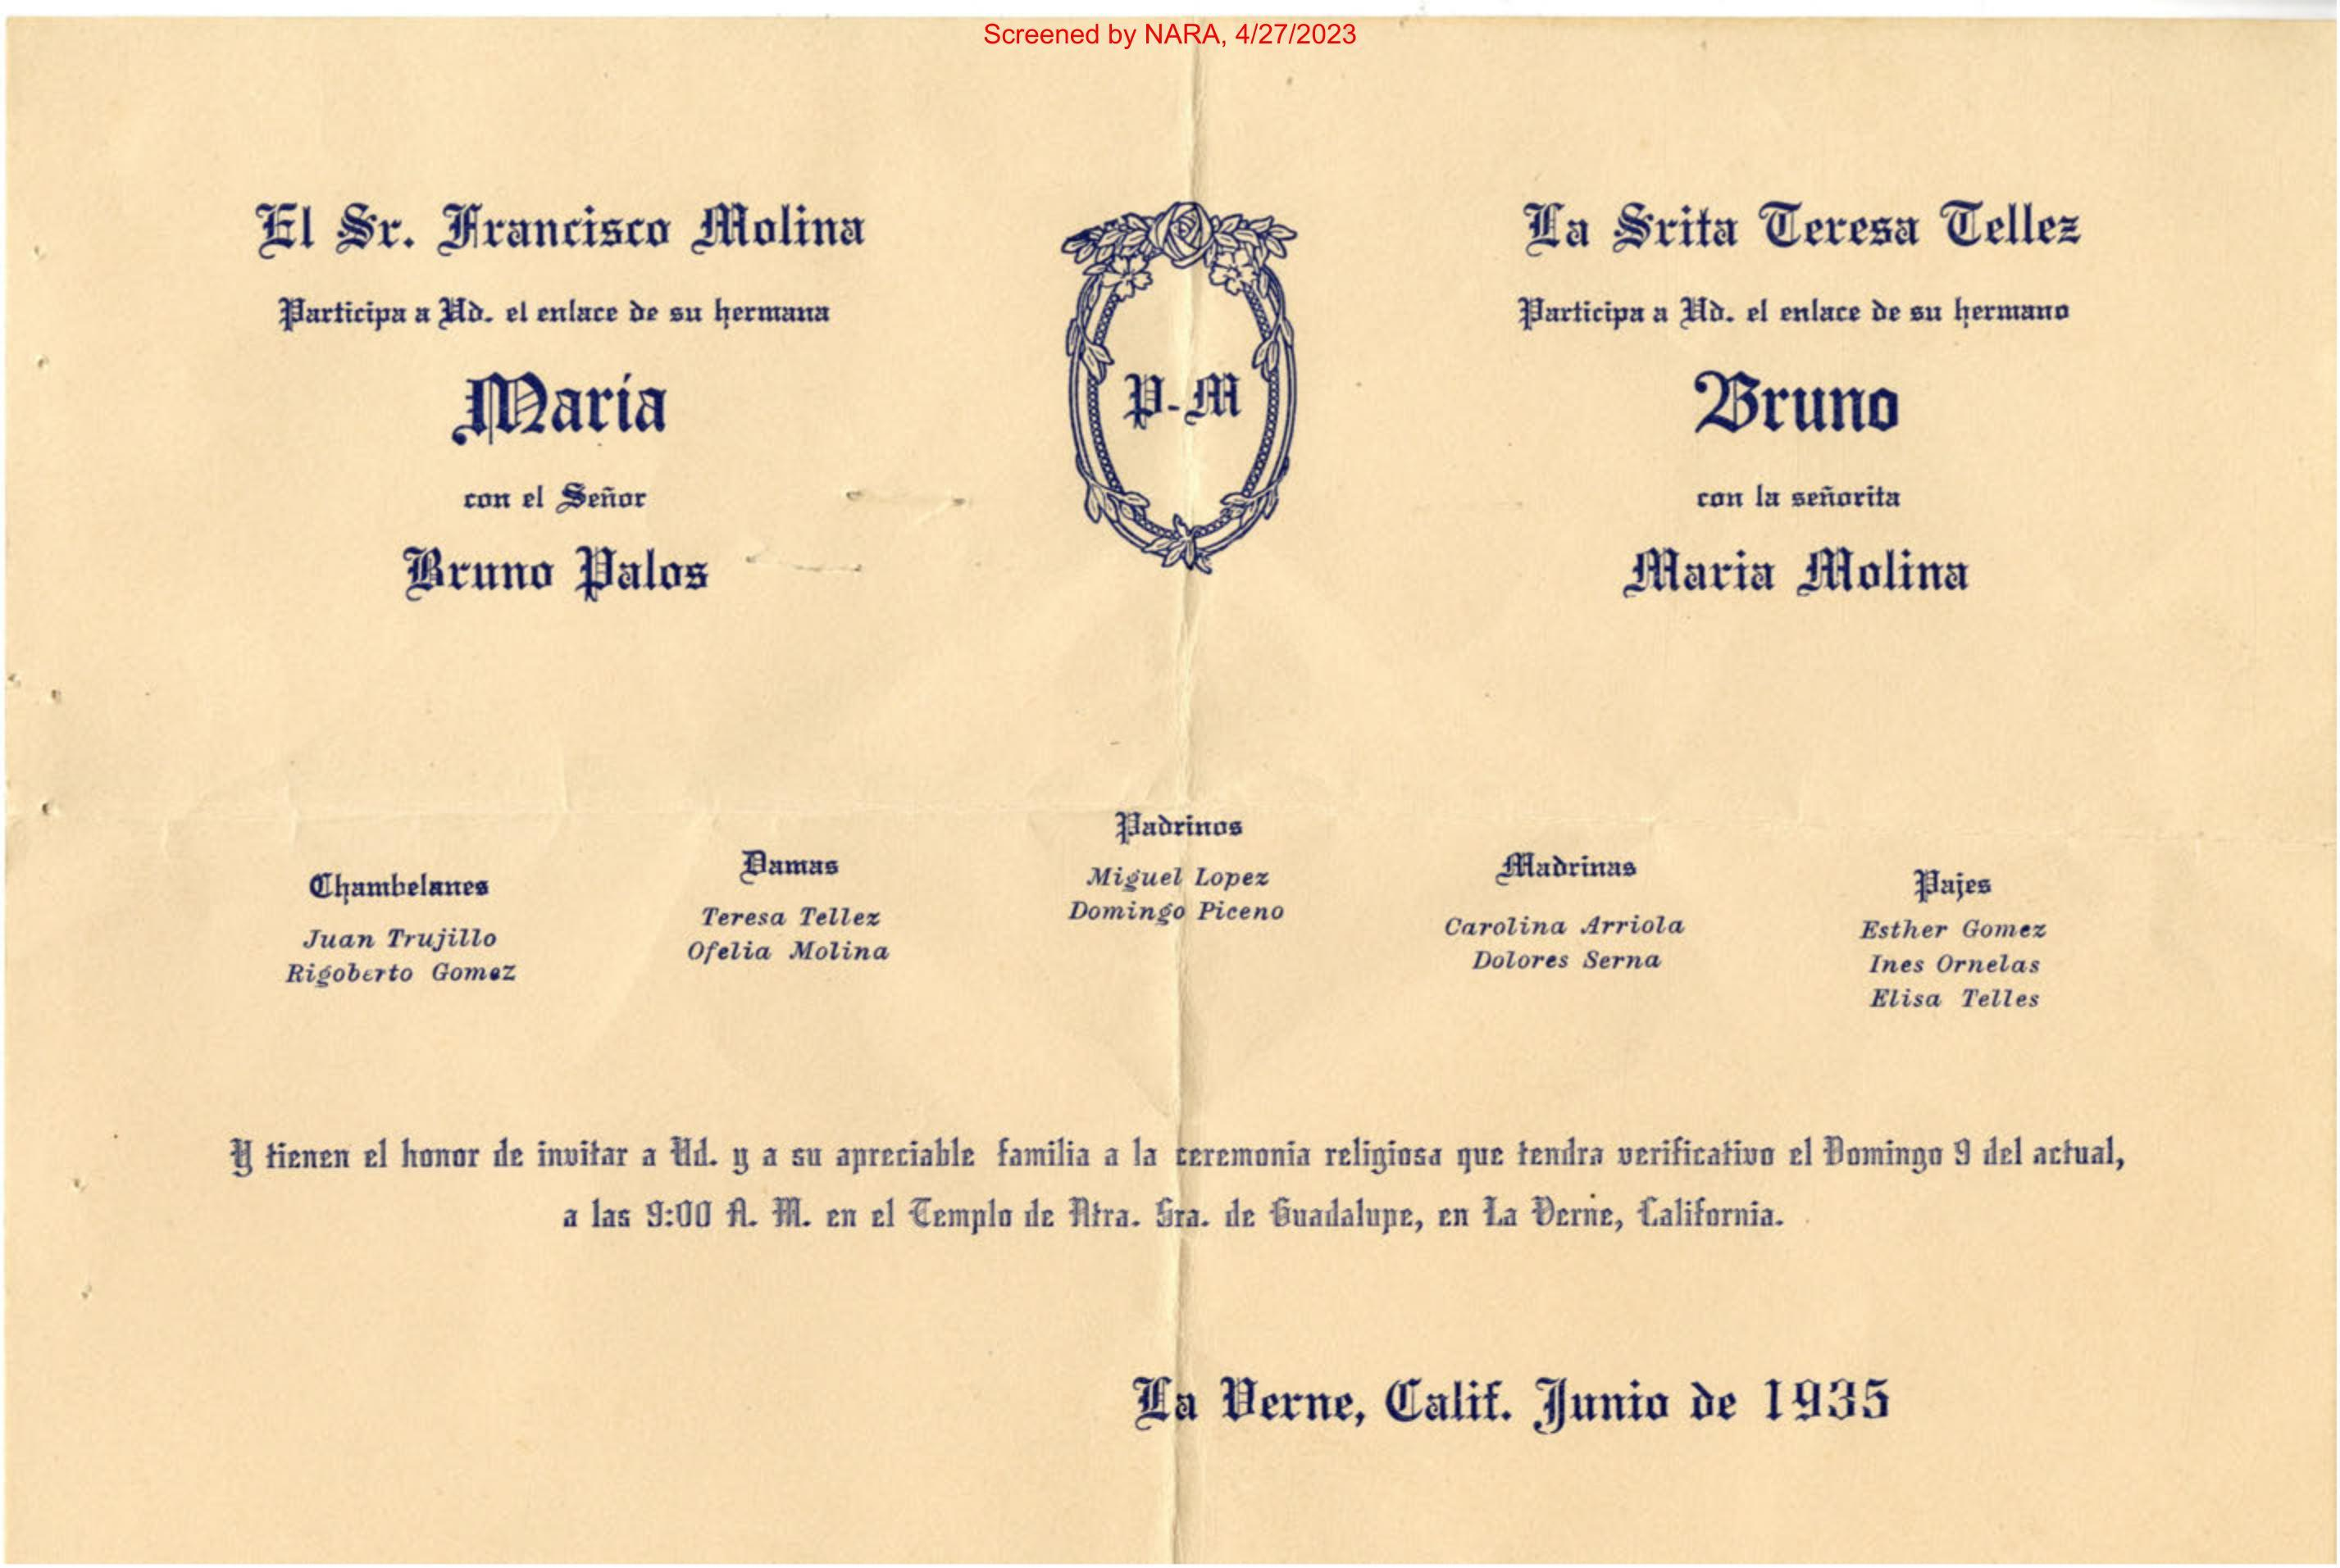 Screened by NARA, 4/27/2023
El Sr. Francisco Molina
Participa a Ud. el enlace de su hermana
Maria
con el Señor
Bruno Palos
P-M
La Srita Teresa Tellez
Participa a Ud. el enlace de su hermano
Bruno
con la señorita
Maria Molina
Chambelanes
Juan Trujillo
Rigoberto Gomez
Damas
Teresa Tellez
Ofelia Molina
Padrinos
Miguel Lopez
Domingo Piceno
Madrinas
Carolina Arriola
Dolores Serna
Pajes
Esther Gomez
Ines Ornelas
Elisa Telles
Y tienen el honor de invitar a Ud. y a su apreciable familia a la ceremonia religiosa que tendra verificativo el Domingo 9 del actual,
a las 9:00 A. M. en el Templo de Ntra. Sra. de Guadalupe, en La Verne, California.
La Verne, Calif. Junio de 1935